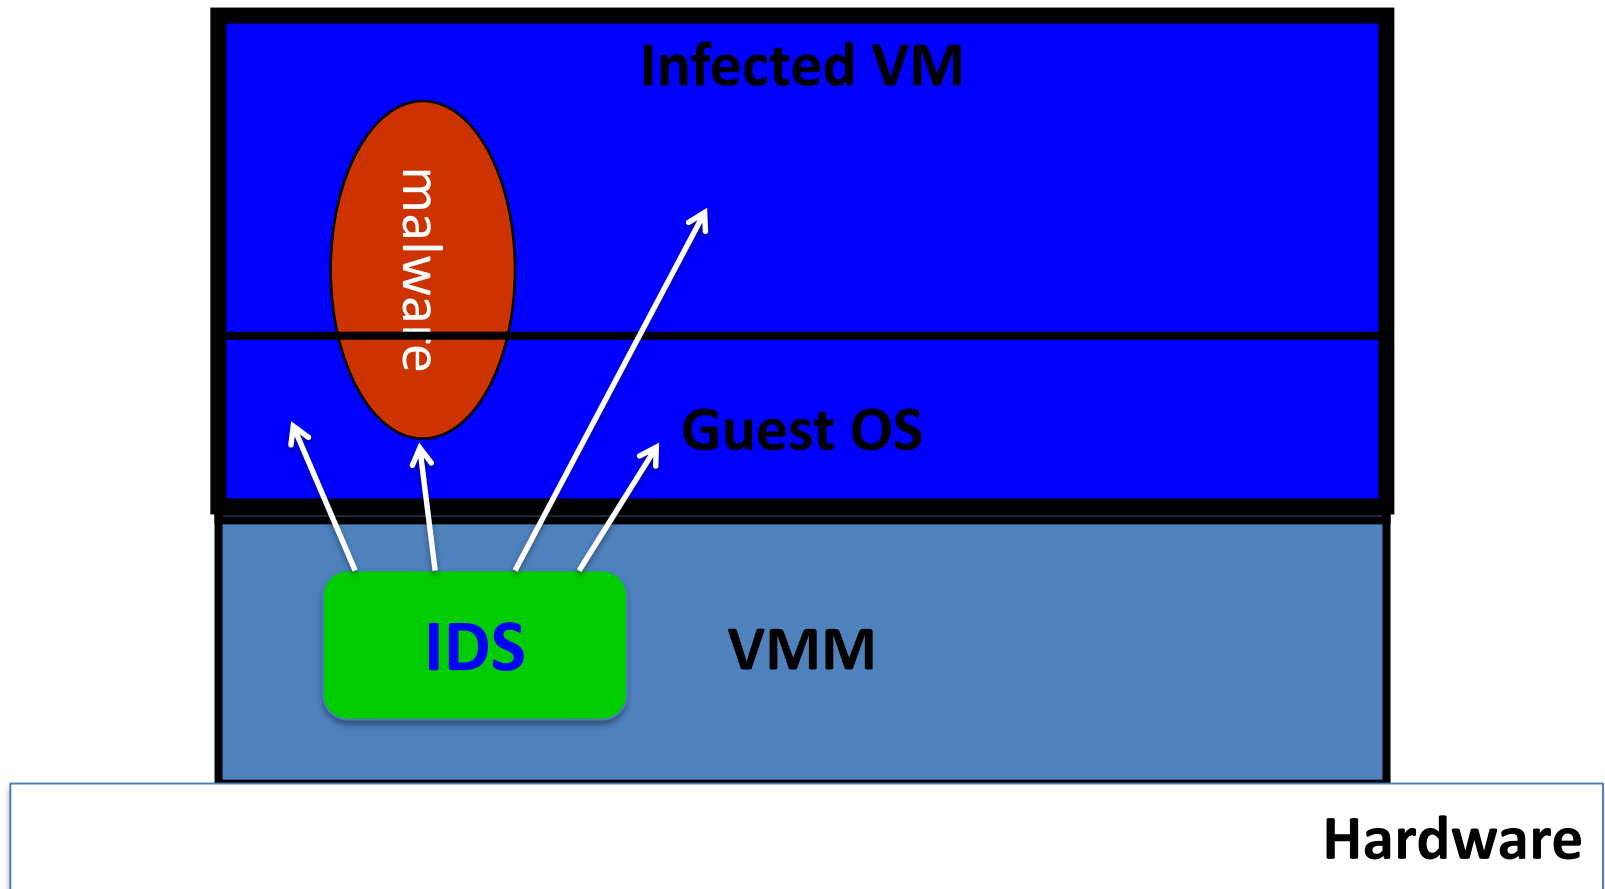 Infected VM
malware
Guest OS
IDS
VMM
Hardware